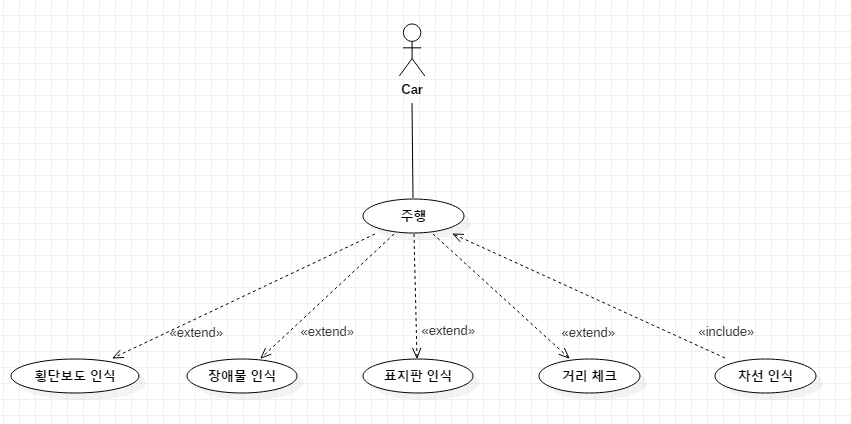 Car
주행
«extend»
«extend»
«extend»
«extend»
«include»
횡단보도 인식
장애물 인식
표지판 인식
거리 체크
차선 인식